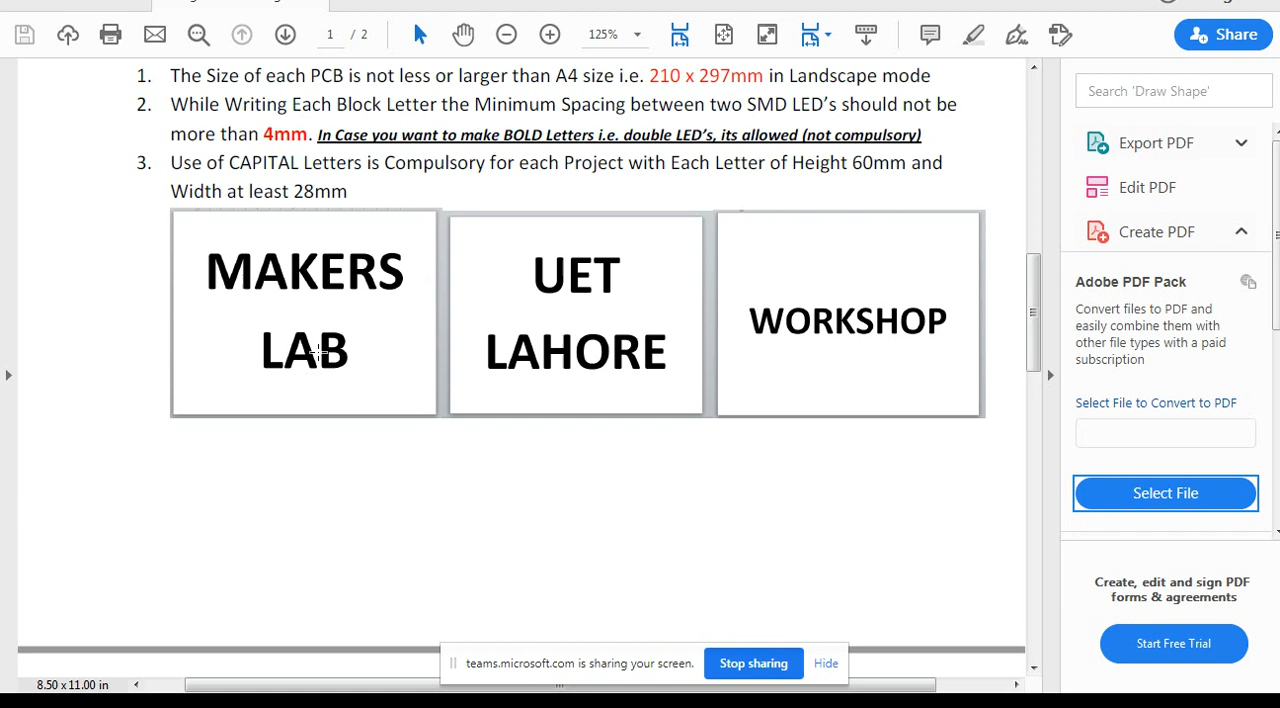 1 / 2
125%
Share
1. The Size of each PCB is not less or larger than A4 size i.e. 210 x 297mm in Landscape mode
2. While Writing Each Block Letter the Minimum Spacing between two SMD LED’s should not be
more than 4mm. In Case you want to make BOLD Letters i.e. double LED’s, its allowed (not compulsory)
3. Use of CAPITAL Letters is Compulsory for each Project with Each Letter of Height 60mm and
Width at least 28mm
MAKERS
LAB
UET
LAHORE
WORKSHOP
Search 'Draw Shape'
Export PDF
Edit PDF
Create PDF
Adobe PDF Pack
Convert files to PDF and
easily combine them with
other file types with a paid
subscription
Select File to Convert to PDF
Select File
Create, edit and sign PDF
forms & agreements
Start Free Trial
teams.microsoft.com is sharing your screen.
Stop sharing
Hide
8.50 x 11.00 in